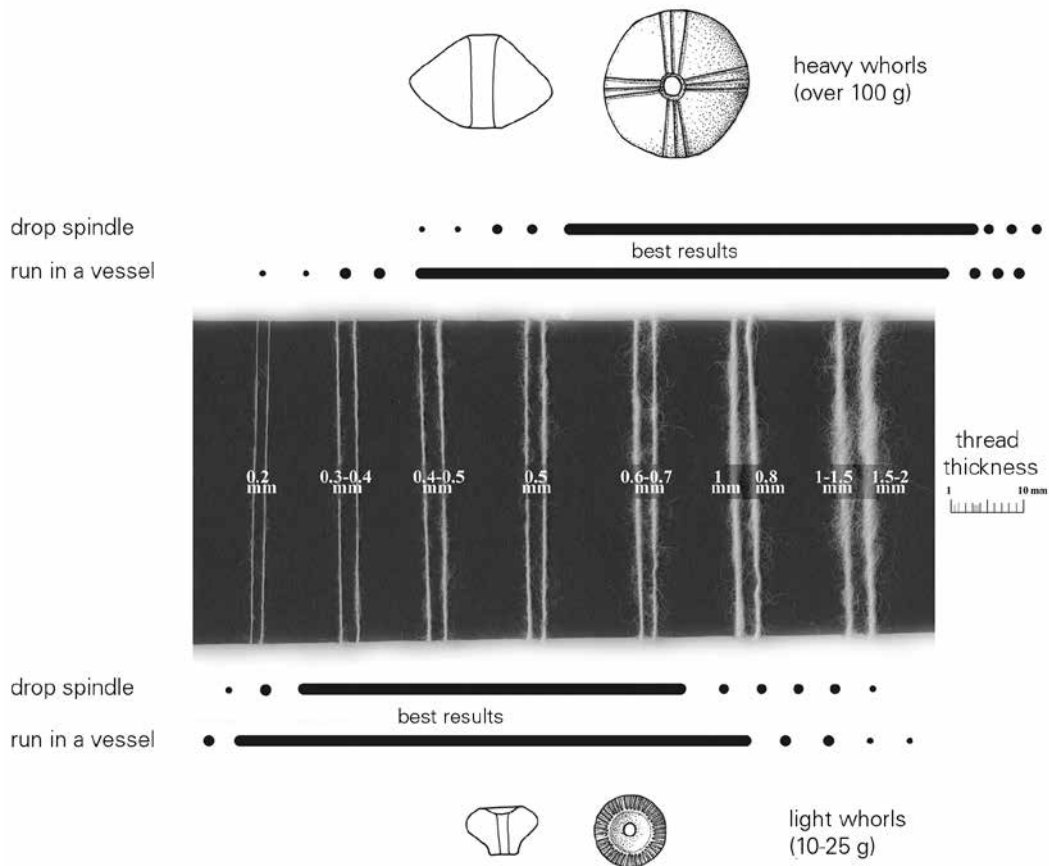 heavy whorls
(over 100 g)
drop spindle
best results
run in a vessel
0.2
mm
0.3-0.4
mm
0.4-0.5
mm
0.5
mm
0.6-0.7
mm
1
mm
0.8
mm
1-1.5
mm
1.5-2
mm
thread
thickness
1 10 mm
drop spindle
best results
run in a vessel
light whorls
(10-25 g)